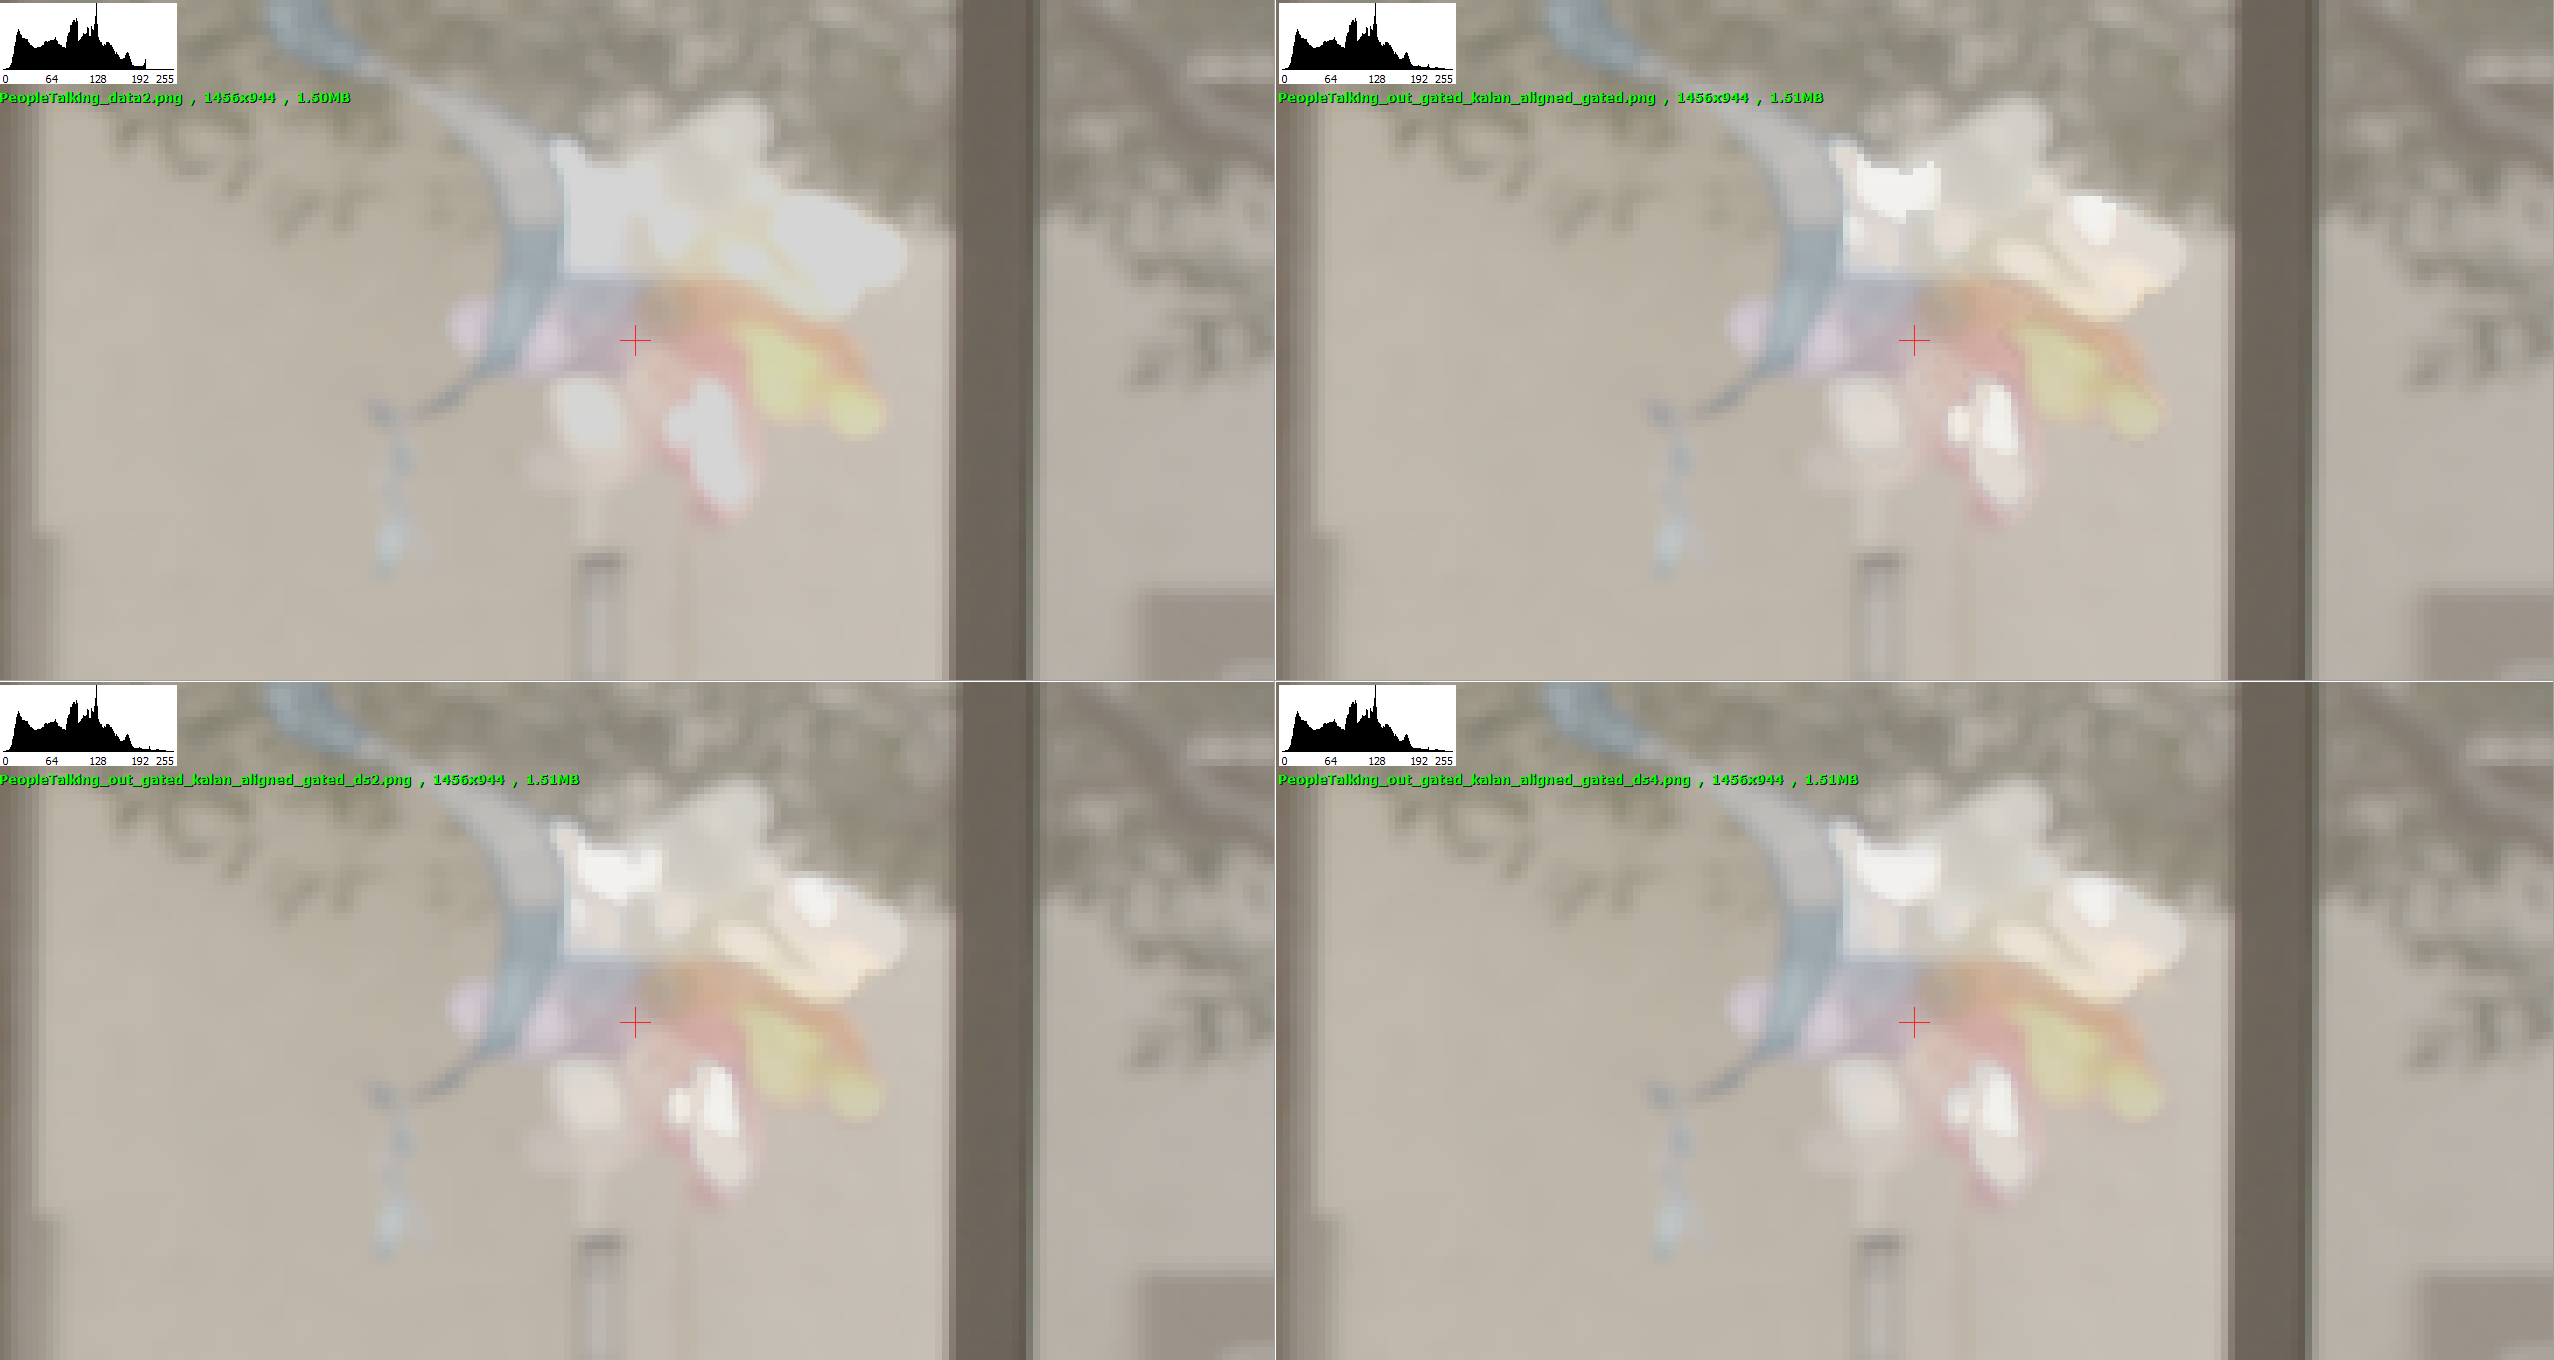 0 64 128 192 255
PeopleTalking_data2.png , 1456x944 , 1.50MB
0 64 128 192 255
PeopleTalking_out_gated_kalan_aligned_gated.png , 1456x944 , 1.51MB
0 64 128 192 255
PeopleTalking_out_gated_kalan_aligned_gated_ds2.png , 1456x944 , 1.51MB
0 64 128 192 255
PeopleTalking_out_gated_kalan_aligned_gated_ds4.png , 1456x944 , 1.51MB